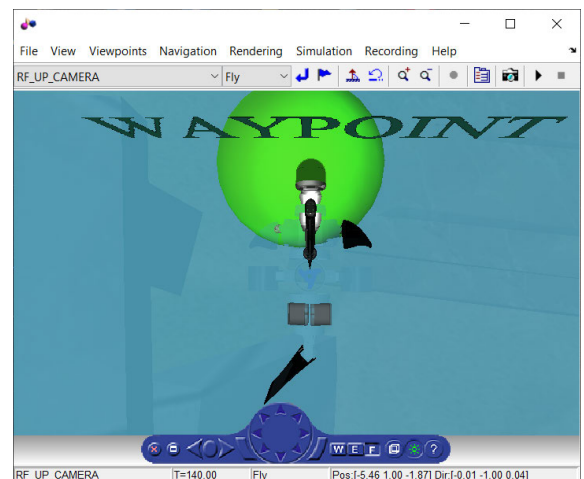 File View Viewpoints Navigation Rendering Simulation Recording Help
RF_UP_CAMERA Fly
WAYPOINT
W E F ?
RF_UP_CAMERA T=140.00 Fly Pos:[-5.46 1.00 -1.87] Dir:[-0.01 -1.00 0.04]